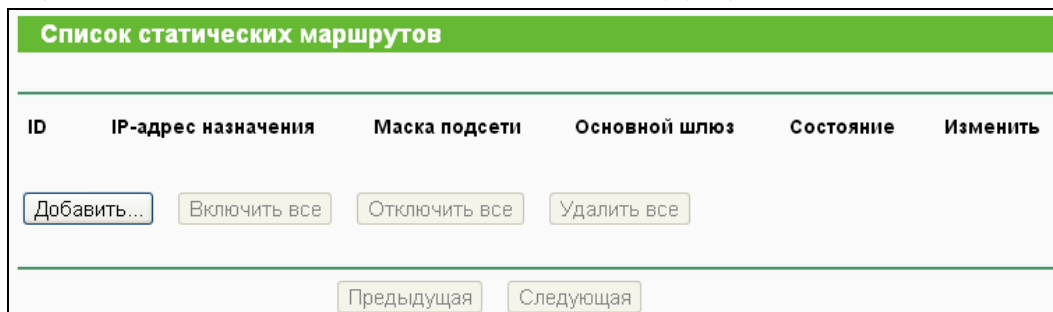 Список статических маршрутов
ID IP-адрес назначения Маска подсети Основной шлюз Состояние Изменить
Добавить... Включить все Отключить все Удалить все
Предыдущая Следующая